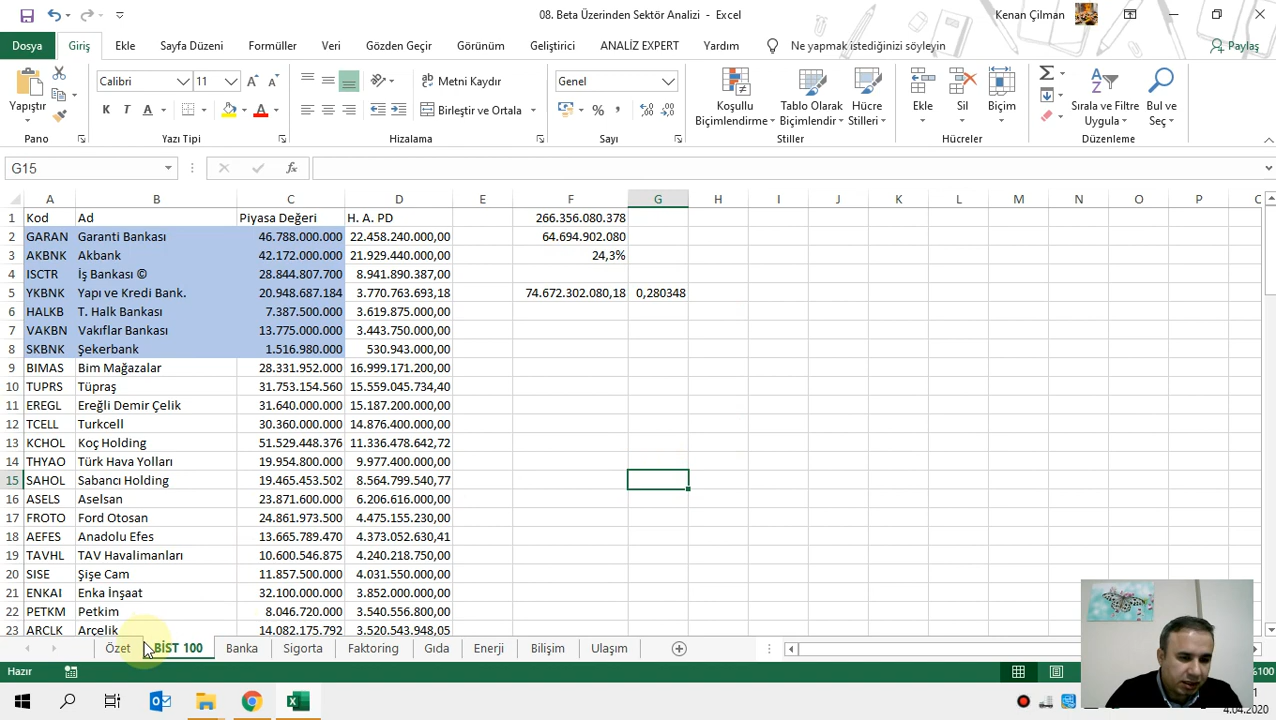 08. Beta Üzerinden Sektör Analizi - Excel
Kenan Çilman
Dosya Giriş Ekle Sayfa Düzeni Formüller Veri Gözden Geçir Görünüm Geliştirici ANALİZ EXPERT Yardım Ne yapmak istediğinizi söyleyin Paylaş
Yapıştır
Calibri 11
K T A
Metni Kaydır
Birleştir ve Ortala
Genel
Koşullu Biçimlendirme
Tablo Olarak Biçimlendir
Hücre Stilleri
Ekle Sil Biçim
Sırala ve Filtre Uygula
Bul ve Seç
Pano Yazı Tipi Hizalama Sayı Stiller Hücreler Düzenleme
G15 fx
A B C D E F G H I J K L M N O P
1 Kod Ad Piyasa Değeri H. A. PD 266.356.080.378
2 GARAN Garanti Bankası 46.788.000.000 22.458.240.000,00 64.694.902.080
3 AKBNK Akbank 42.172.000.000 21.929.440.000,00 24,3%
4 ISCTR İş Bankası © 28.844.807.700 8.941.890.387,00
5 YKBNK Yapı ve Kredi Bank. 20.948.687.184 3.770.763.693,18 74.672.302.080,18 0,280348
6 HALKB T. Halk Bankası 7.387.500.000 3.619.875.000,00
7 VAKBN Vakıflar Bankası 13.775.000.000 3.443.750.000,00
8 SKBNK Şekerbank 1.516.980.000 530.943.000,00
9 BIMAS Bim Mağazalar 28.331.952.000 16.999.171.200,00
10 TUPRS Tüpraş 31.753.154.560 15.559.045.734,40
11 EREGL Ereğli Demir Çelik 31.640.000.000 15.187.200.000,00
12 TCELL Turkcell 30.360.000.000 14.876.400.000,00
13 KCHOL Koç Holding 51.529.448.376 11.336.478.642,72
14 THYAO Türk Hava Yolları 19.954.800.000 9.977.400.000,00
15 SAHOL Sabancı Holding 19.465.453.502 8.564.799.540,77
16 ASELS Aselsan 23.871.600.000 6.206.616.000,00
17 FROTO Ford Otosan 24.861.973.500 4.475.155.230,00
18 AEFES Anadolu Efes 13.665.789.470 4.373.052.630,41
19 TAVHL TAV Havalimanları 10.600.546.875 4.240.218.750,00
20 SISE Şişe Cam 11.857.500.000 4.031.550.000,00
21 ENKAI Enka İnşaat 32.100.000.000 3.852.000.000,00
22 PETKM Petkim 8.046.720.000 3.540.556.800,00
23 ARCLK Arçelik 14.082.175.792 3.520.543.948,05
Özet BİST 100 Banka Sigorta Faktoring Gıda Enerji Bilişim Ulaşım
Hazır %100
4.04.2020